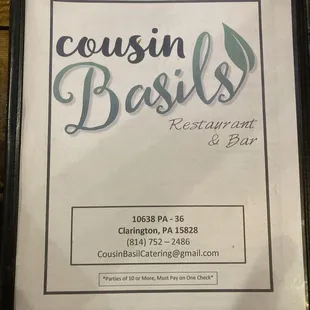 cousin
Basils
Restaurant
& Bar
10638 PA - 36
Clarington, PA 15828
(814) 752 – 2486
CousinBasilCatering@gmail.com
*Parties of 10 or More, Must Pay on One Check*